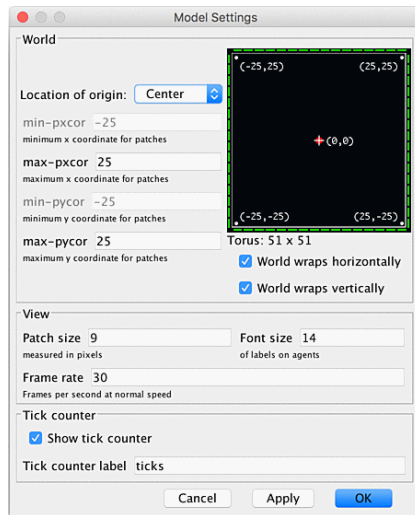 Model Settings
World
(-25,25) (25,25)
Location of origin: Center
min-pxcor -25
minimum x coordinate for patches
(0,0)
max-pxcor 25
maximum x coordinate for patches
min-pycor -25
minimum y coordinate for patches
(-25,-25) (25,-25)
max-pycor 25
maximum y coordinate for patches
Torus: 51 x 51
World wraps horizontally
World wraps vertically
View
Patch size 9
measured in pixels
Font size 14
of labels on agents
Frame rate 30
Frames per second at normal speed
Tick counter
Show tick counter
Tick counter label ticks
Cancel Apply OK